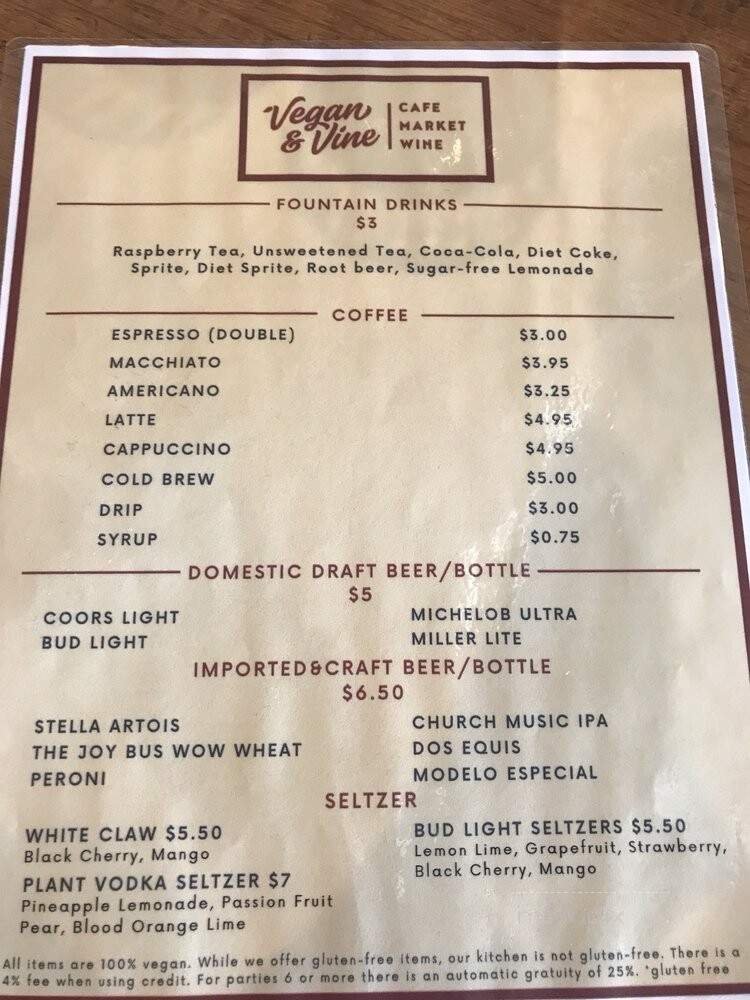 Vegan & Vine
CAFE
MARKET
WINE
FOUNTAIN DRINKS
$3
Raspberry Tea, Unsweetened Tea, Coca-Cola, Diet Coke,
Sprite, Diet Sprite, Root beer, Sugar-free Lemonade
COFFEE
ESPRESSO (DOUBLE) $3.00
MACCHIATO $3.95
AMERICANO $3.25
LATTE $4.95
CAPPUCCINO $4.95
COLD BREW $5.00
DRIP $3.00
SYRUP $0.75
DOMESTIC DRAFT BEER/BOTTLE
$5
COORS LIGHT MICHELOB ULTRA
BUD LIGHT MILLER LITE
IMPORTED&CRAFT BEER/BOTTLE
$6.50
STELLA ARTOIS CHURCH MUSIC IPA
THE JOY BUS WOW WHEAT DOS EQUIS
PERONI MODELO ESPECIAL
SELTZER
WHITE CLAW $5.50
Black Cherry, Mango
PLANT VODKA SELTZER $7
Pineapple Lemonade, Passion Fruit
Pear, Blood Orange Lime
BUD LIGHT SELTZERS $5.50
Lemon Lime, Grapefruit, Strawberry,
Black Cherry, Mango
All items are 100% vegan. While we offer gluten-free items, our kitchen is not gluten-free. There is a
4% fee when using credit. For parties 6 or more there is an automatic gratuity of 25%. *gluten free